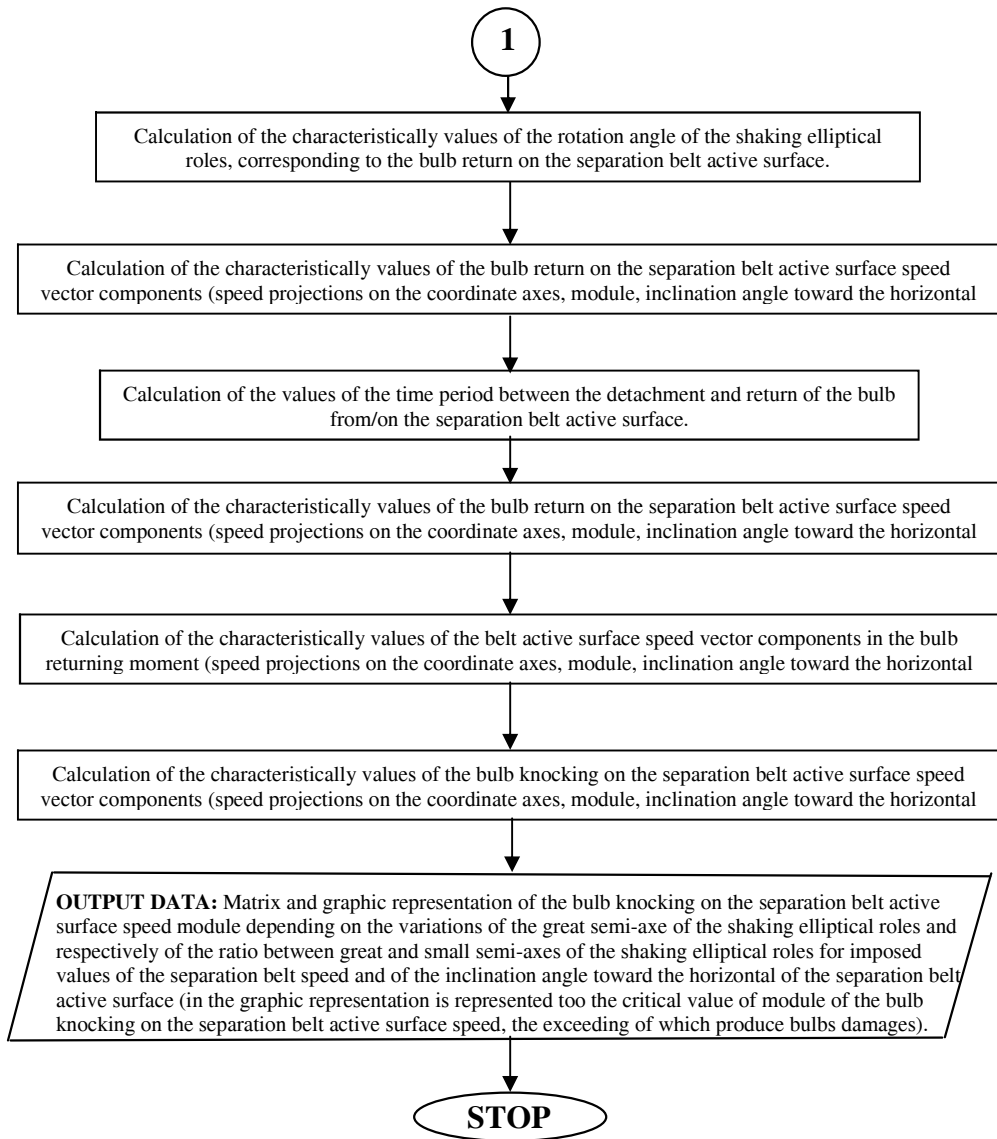 1
Calculation of the characteristically values of the rotation angle of the shaking elliptical
roles, corresponding to the bulb return on the separation belt active surface.
Calculation of the characteristically values of the bulb return on the separation belt active surface speed
vector components (speed projections on the coordinate axes, module, inclination angle toward the horizontal
Calculation of the values of the time period between the detachment and return of the bulb
from/on the separation belt active surface.
Calculation of the characteristically values of the bulb return on the separation belt active surface speed
vector components (speed projections on the coordinate axes, module, inclination angle toward the horizontal
Calculation of the characteristically values of the belt active surface speed vector components in the bulb
returning moment (speed projections on the coordinate axes, module, inclination angle toward the horizontal
Calculation of the characteristically values of the bulb knocking on the separation belt active surface speed
vector components (speed projections on the coordinate axes, module, inclination angle toward the horizontal
OUTPUT DATA: Matrix and graphic representation of the bulb knocking on the separation belt active
surface speed module depending on the variations of the great semi-axe of the shaking elliptical roles and
respectively of the ratio between great and small semi-axes of the shaking elliptical roles for imposed
values of the separation belt speed and of the inclination angle toward the horizontal of the separation belt
active surface (in the graphic representation is represented too the critical value of module of the bulb
knocking on the separation belt active surface speed, the exceeding of which produce bulbs damages).
STOP